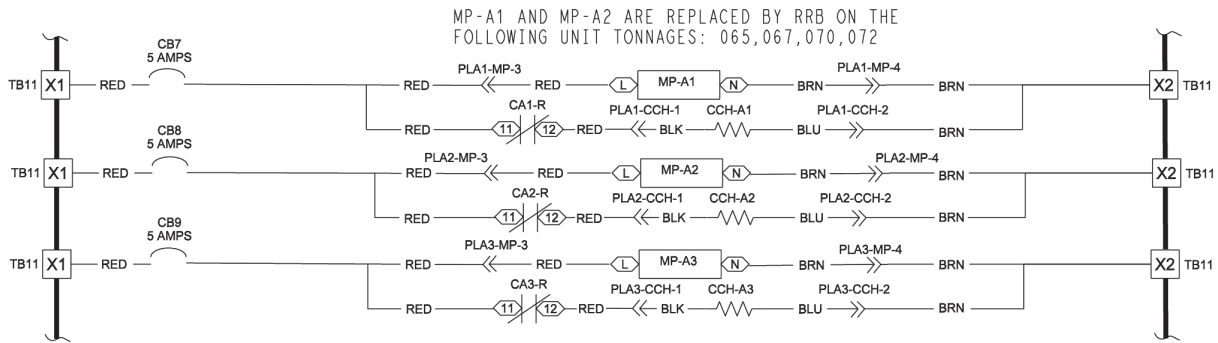 MP-A1 AND MP-A2 ARE REPLACED BY RRB ON THE
FOLLOWING UNIT TONNAGES: 065,067,070,072
CB7
5 AMPS
TB11 X1 RED
RED PLA1-MP-3 RED L MP-A1 N BRN PLA1-MP-4 BRN
X2 TB11
RED CA1-R 11 12 RED PLA1-CCH-1 BLK CCH-A1 BLU PLA1-CCH-2 BRN
CB8
5 AMPS
TB11 X1 RED
RED PLA2-MP-3 RED L MP-A2 N BRN PLA2-MP-4 BRN
X2 TB11
RED CA2-R 11 12 RED PLA2-CCH-1 BLK CCH-A2 BLU PLA2-CCH-2 BRN
CB9
5 AMPS
TB11 X1 RED
RED PLA3-MP-3 RED L MP-A3 N BRN PLA3-MP-4 BRN
X2 TB11
RED CA3-R 11 12 RED PLA3-CCH-1 BLK CCH-A3 BLU PLA3-CCH-2 BRN